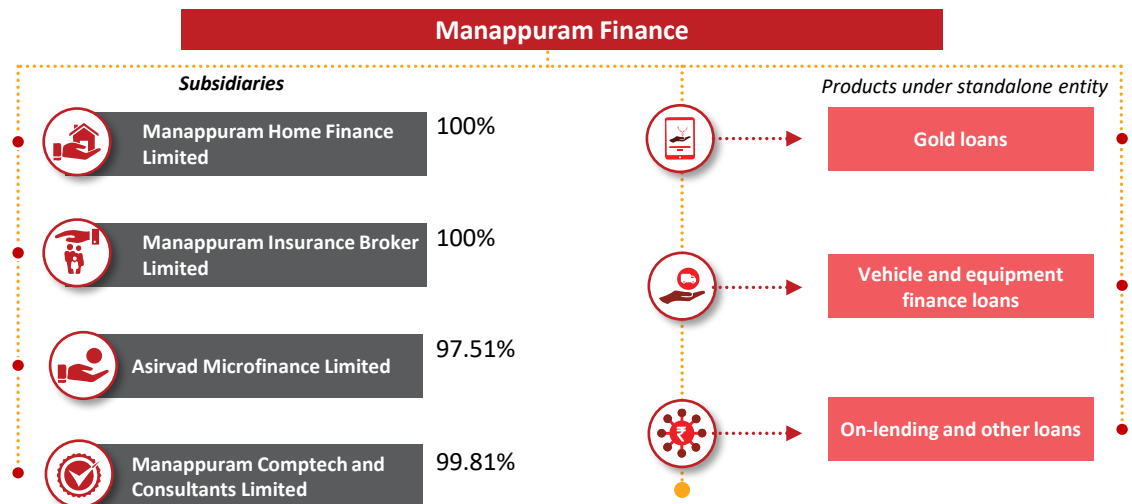 Manappuram Finance
Subsidiaries
Manappuram Home Finance
Limited
100%
Manappuram Insurance Broker
Limited
100%
Asirvad Microfinance Limited
97.51%
Manappuram Comptech and
Consultants Limited
99.81%
Products under standalone entity
Gold loans
Vehicle and equipment
finance loans
₹
On-lending and other loans